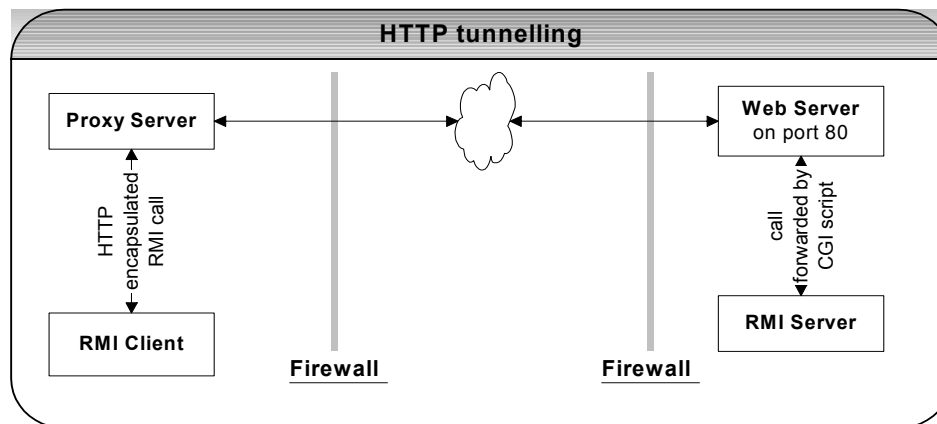 HTTP tunnelling
Proxy Server
Web Server
on port 80
HTTP
encapsulated
RMI call
call
forwarded by
CGI script
RMI Client
RMI Server
Firewall
Firewall